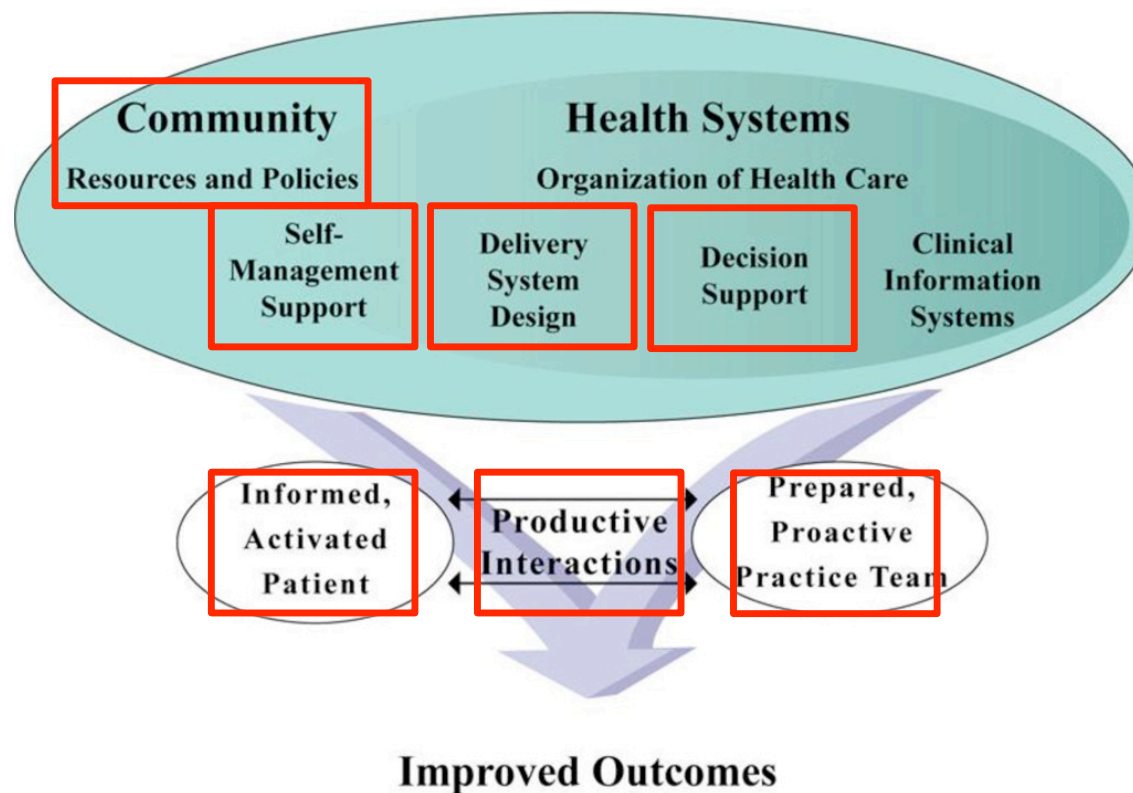 Community
Resources and Policies
Health Systems
Organization of Health Care
Self-
Management
Support
Delivery
System
Design
Decision
Support
Clinical
Information
Systems
Informed,
Activated
Patient
Productive
Interactions
Prepared,
Proactive
Practice Team
Improved Outcomes